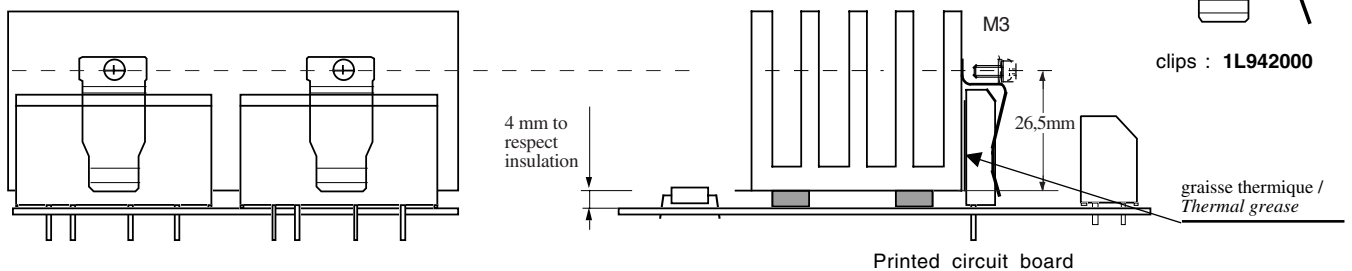 M3
clips : 1L942000
4 mm to
respect
insulation
26,5mm
graisse thermique /
Thermal grease
Printed circuit board